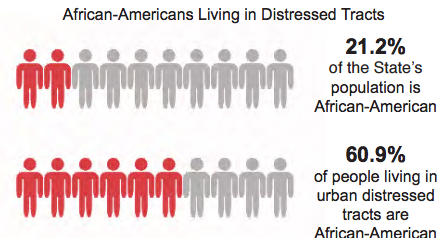 African-Americans Living in Distressed Tracts
21.2%
of the State's
population is
African-American
60.9%
of people living in
urban distressed
tracts are
African-American